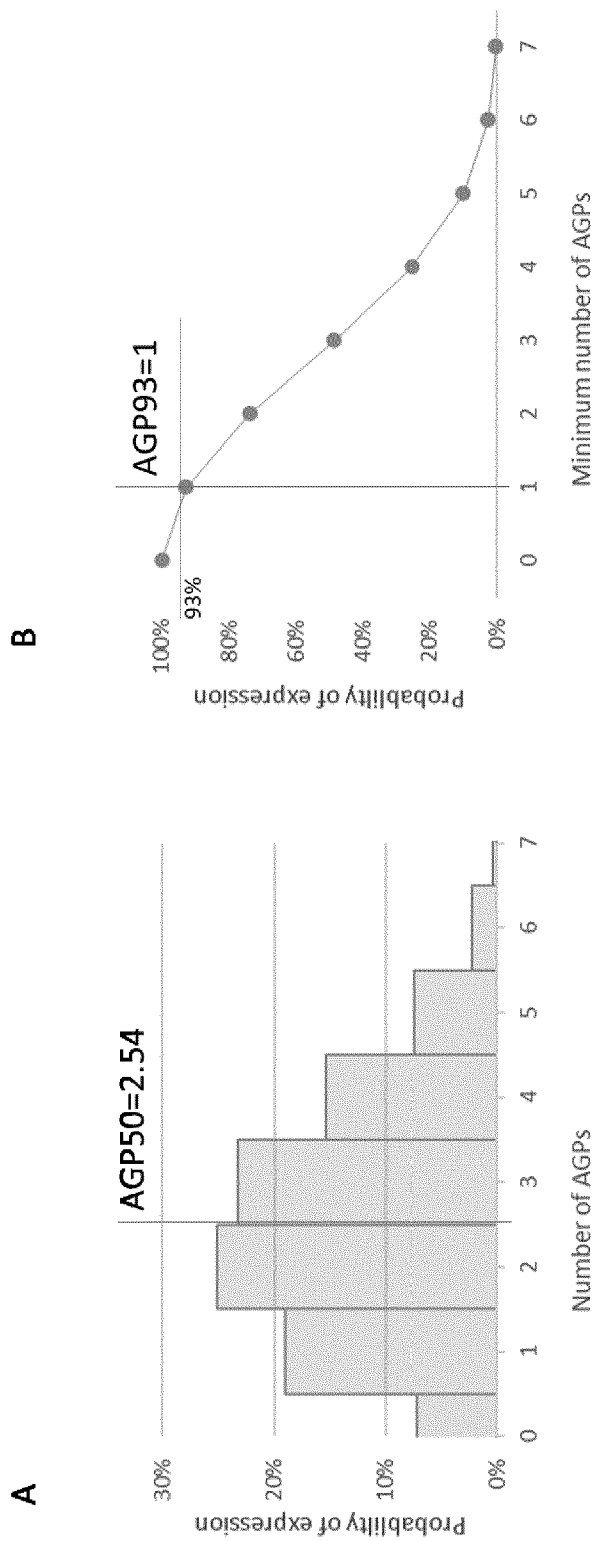 A
AGP50=2.54
Probability of expression
30%
20%
10%
0%
0 1 2 3 4 5 6 7
Number of AGPs
B
AGP93=1
93%
Probability of expression
100%
80%
60%
40%
20%
0%
0 1 2 3 4 5 6 7
Minimum number of AGPs